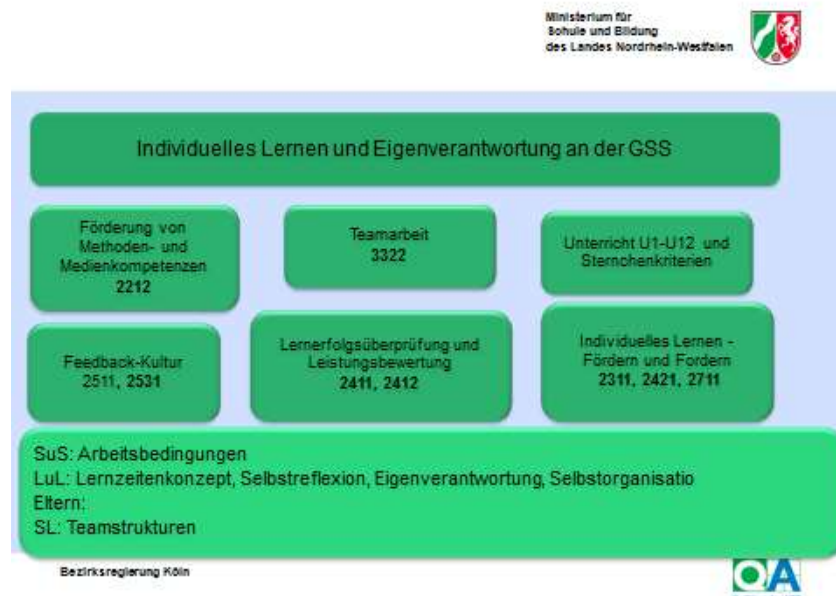 Ministerium für
Schule und Bildung
des Landes Nordrhein-Westfalen
Individuelles Lernen und Eigenverantwortung an der GSS
Förderung von
Methoden- und
Medienkompetenzen
2212
Teamarbeit
3322
Unterricht U1-U12 und
Sternchenkriterien
Feedback-Kultur
2511, 2531
Lernerfolgsüberprüfung und
Leistungsbewertung
2411, 2412
Individuelles Lernen -
Fördern und Fordern
2311, 2421, 2711
SuS: Arbeitsbedingungen
LuL: Lernzeitenkonzept, Selbstreflexion, Eigenverantwortung, Selbstorganisatio
Eltern:
SL: Teamstrukturen
Bezirksregierung Köln
QA